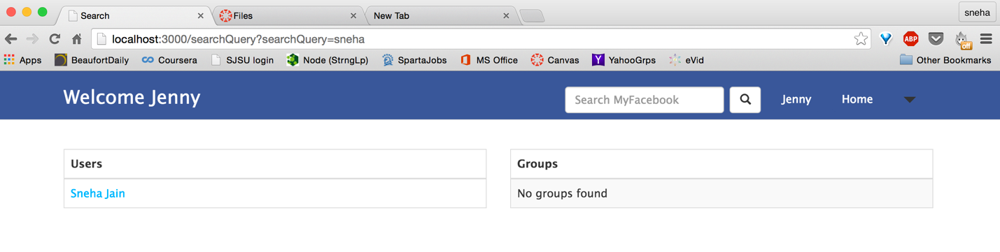 Search
Files
New Tab
sneha
localhost:3000/searchQuery?searchQuery=sneha
ABP
off
Apps BeaufortDaily Coursera SJSU login Node (StrngLp) SpartaJobs MS Office Canvas YahooGrps eVid Other Bookmarks
Welcome Jenny
Search MyFacebook
Jenny
Home
Users
Sneha Jain
Groups
No groups found